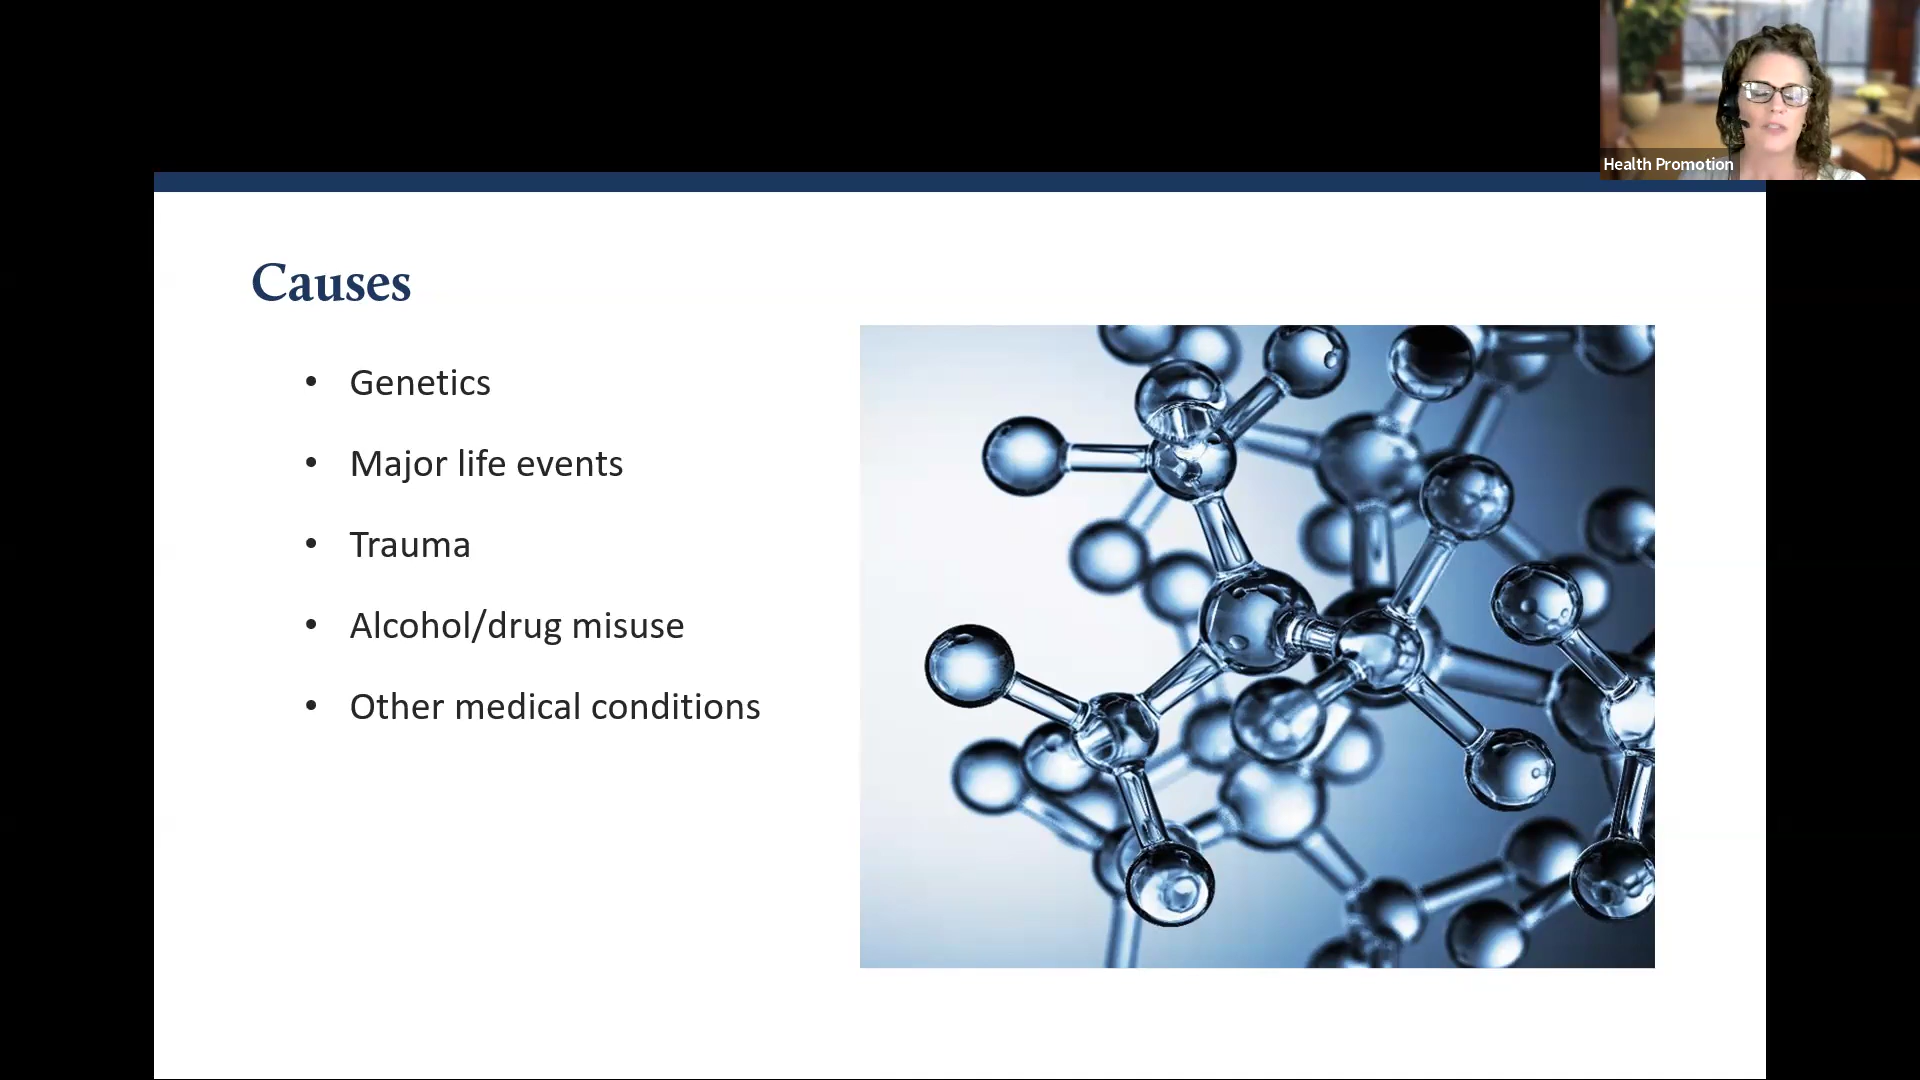 Health Promotion
Causes
• Genetics
• Major life events
• Trauma
• Alcohol/drug misuse
• Other medical conditions